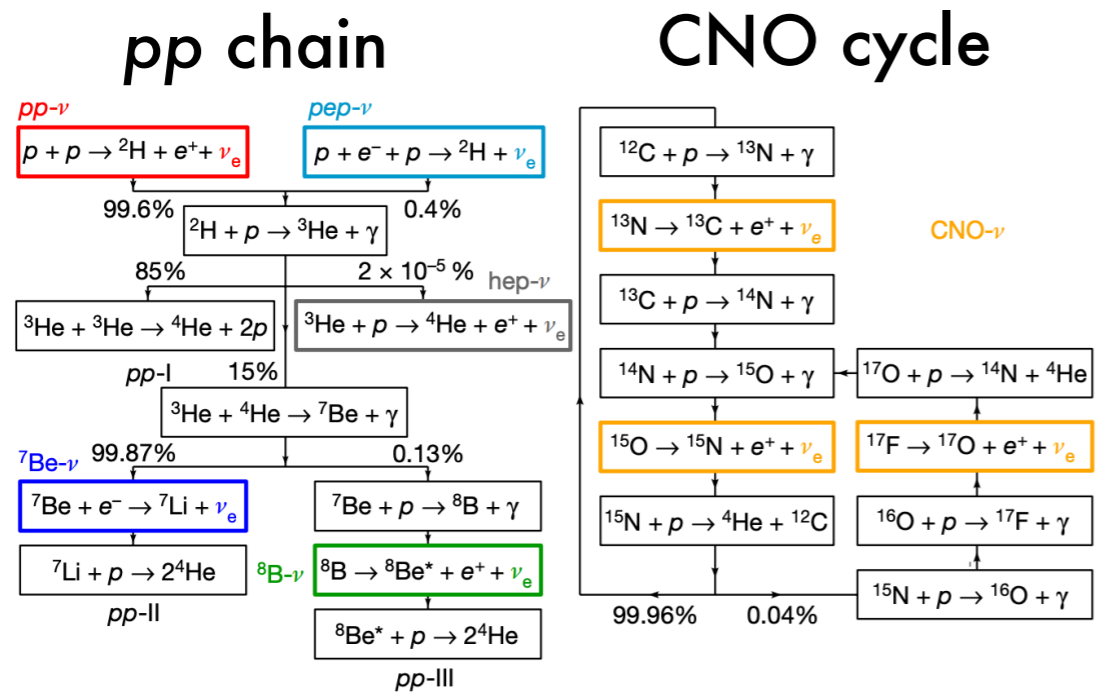 pp chain
pp-ν
pep-ν
p + p → ²H + e⁺ + νₑ
p + e⁻ + p → ²H + νₑ
99.6%
0.4%
²H + p → ³He + γ
85%
2 × 10⁻⁵ %
hep-ν
³He + ³He → ⁴He + 2p
³He + p → ⁴He + e⁺ + νₑ
pp-I
15%
³He + ⁴He → ⁷Be + γ
⁷Be-ν
99.87%
0.13%
⁷Be + e⁻ → ⁷Li + νₑ
⁷Be + p → ⁸B + γ
⁷Li + p → 2⁴He
⁸B-ν
⁸B → ⁸Be* + e⁺ + νₑ
pp-II
⁸Be* + p → 2⁴He
pp-III
CNO cycle
¹²C + p → ¹³N + γ
¹³N → ¹³C + e⁺ + νₑ
CNO-ν
¹³C + p → ¹⁴N + γ
¹⁴N + p → ¹⁵O + γ
¹⁷O + p → ¹⁴N + ⁴He
¹⁵O → ¹⁵N + e⁺ + νₑ
¹⁷F → ¹⁷O + e⁺ + νₑ
¹⁵N + p → ⁴He + ¹²C
¹⁶O + p → ¹⁷F + γ
¹⁵N + p → ¹⁶O + γ
99.96%
0.04%